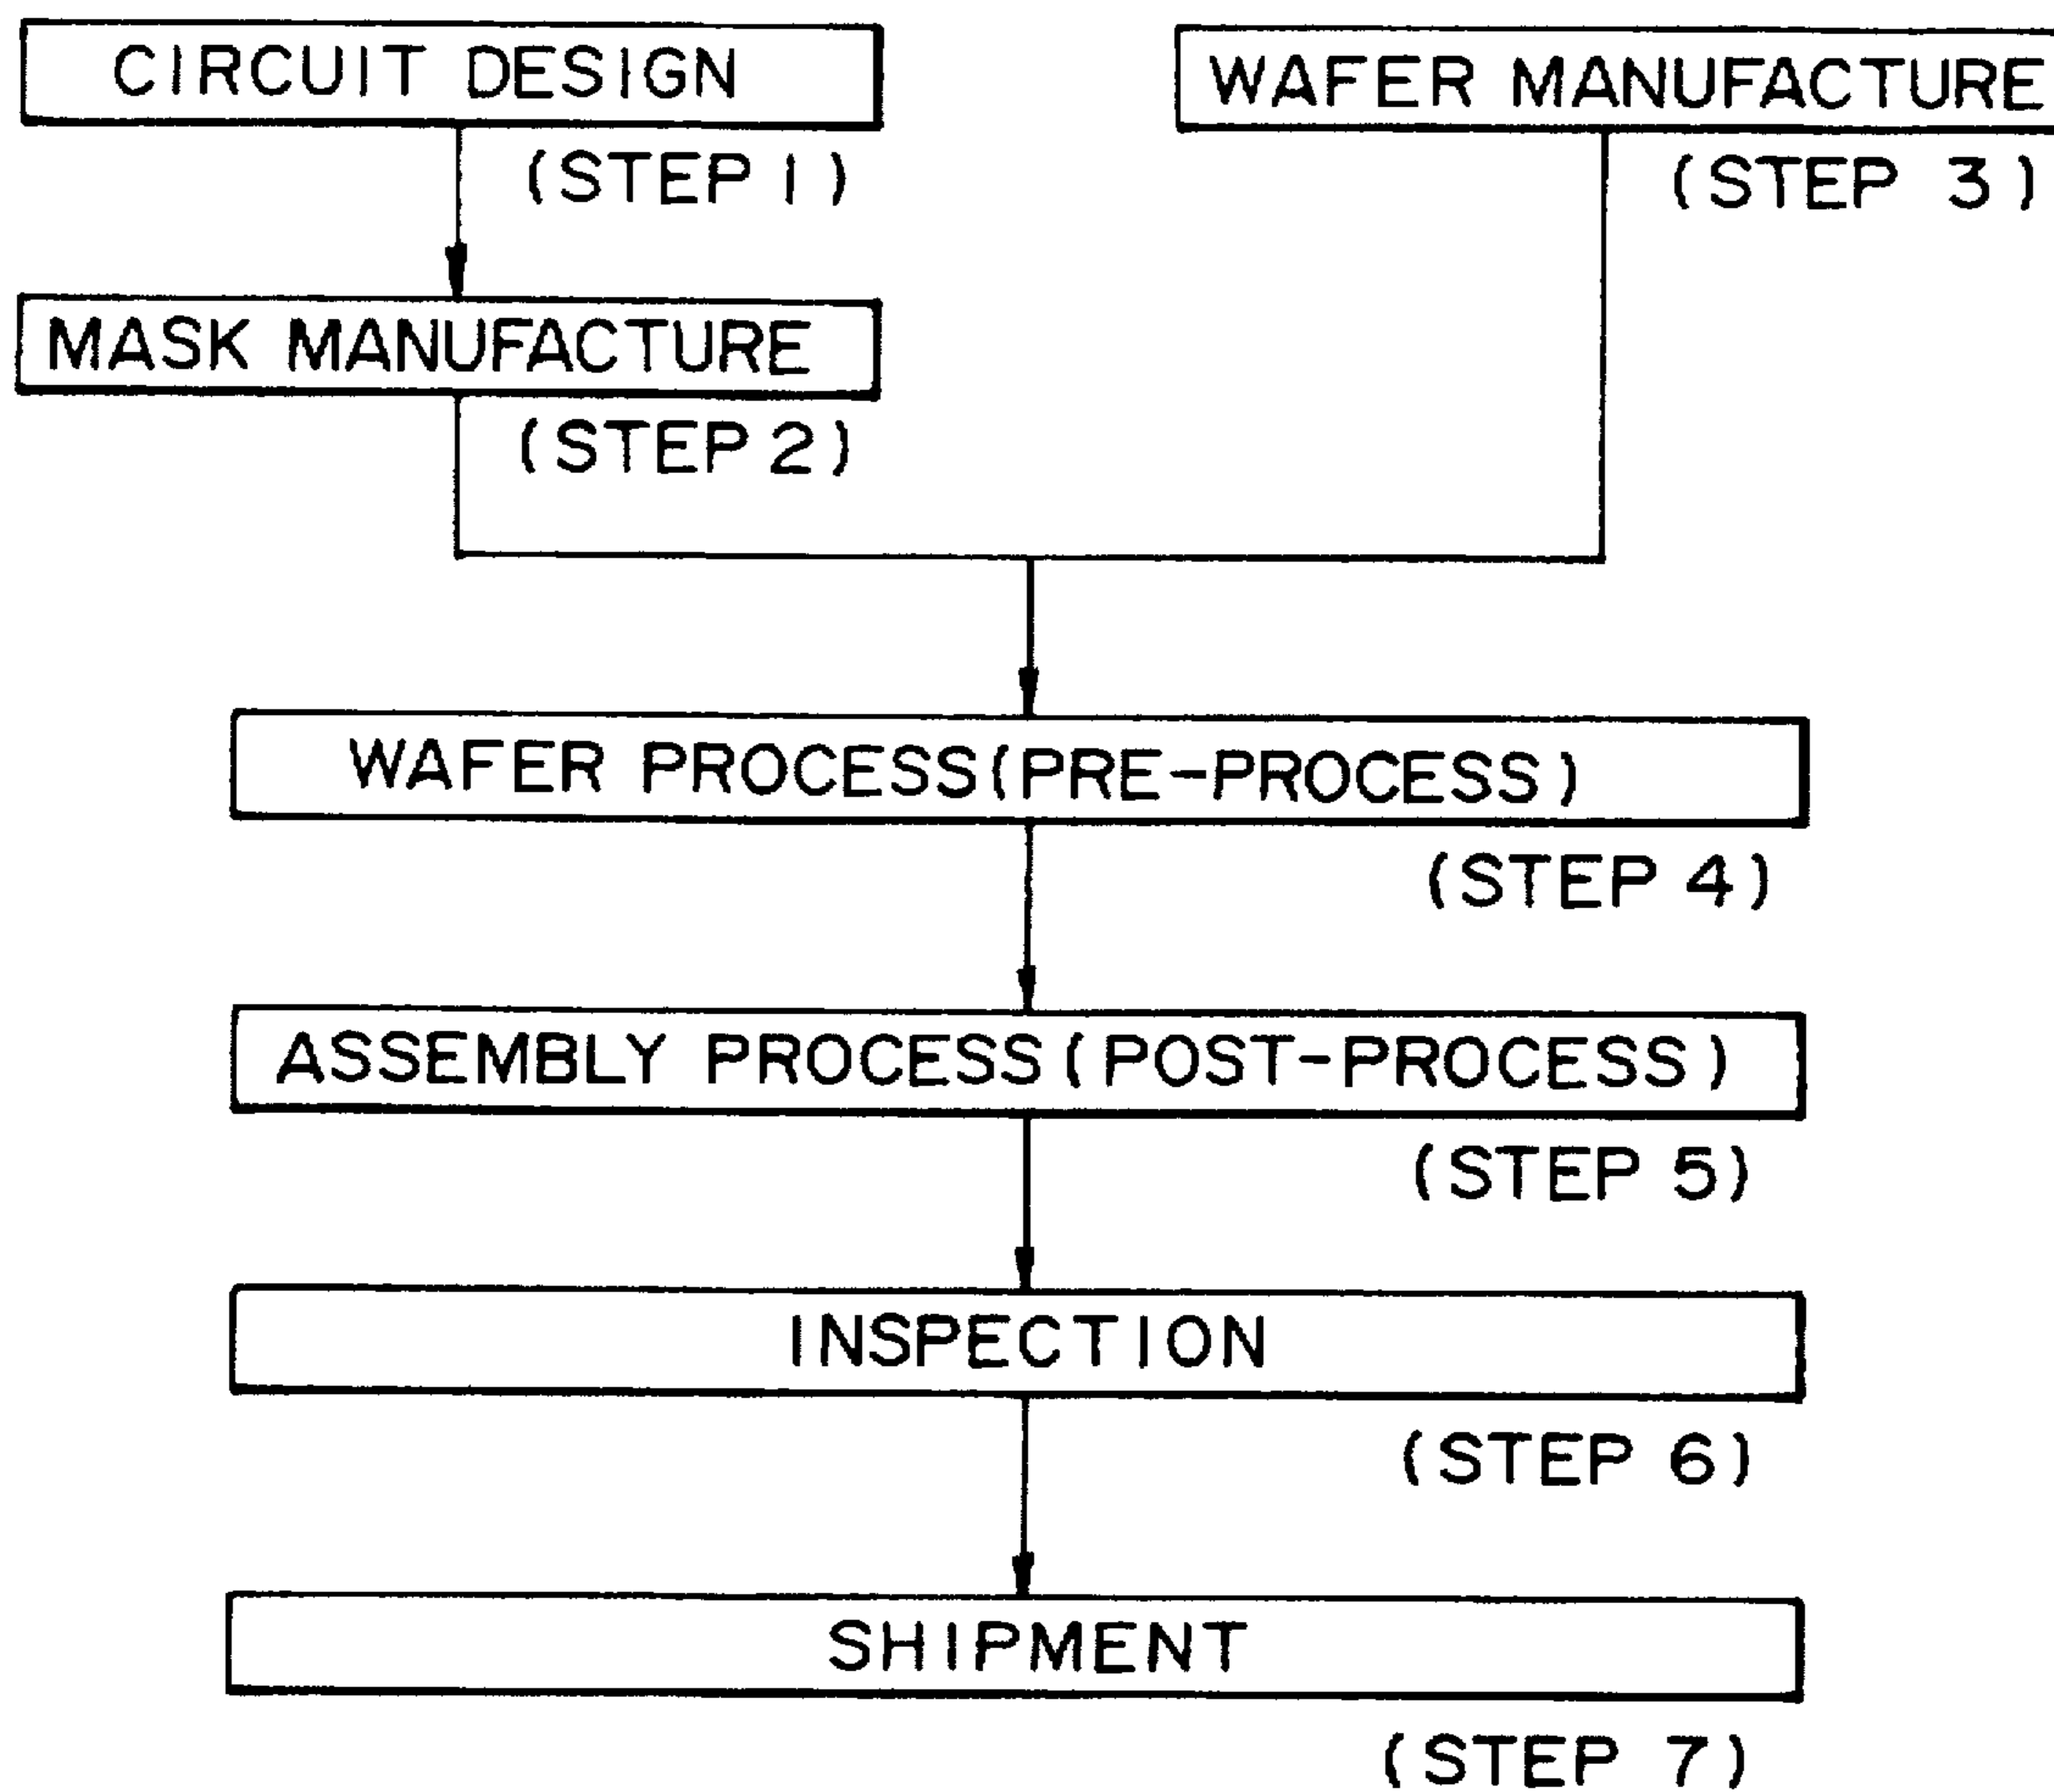 CIRCUIT DESIGN
(STEP 1)
MASK MANUFACTURE
(STEP 2)
WAFER MANUFACTURE
(STEP 3)
WAFER PROCESS(PRE-PROCESS)
(STEP 4)
ASSEMBLY PROCESS(POST-PROCESS)
(STEP 5)
INSPECTION
(STEP 6)
SHIPMENT
(STEP 7)